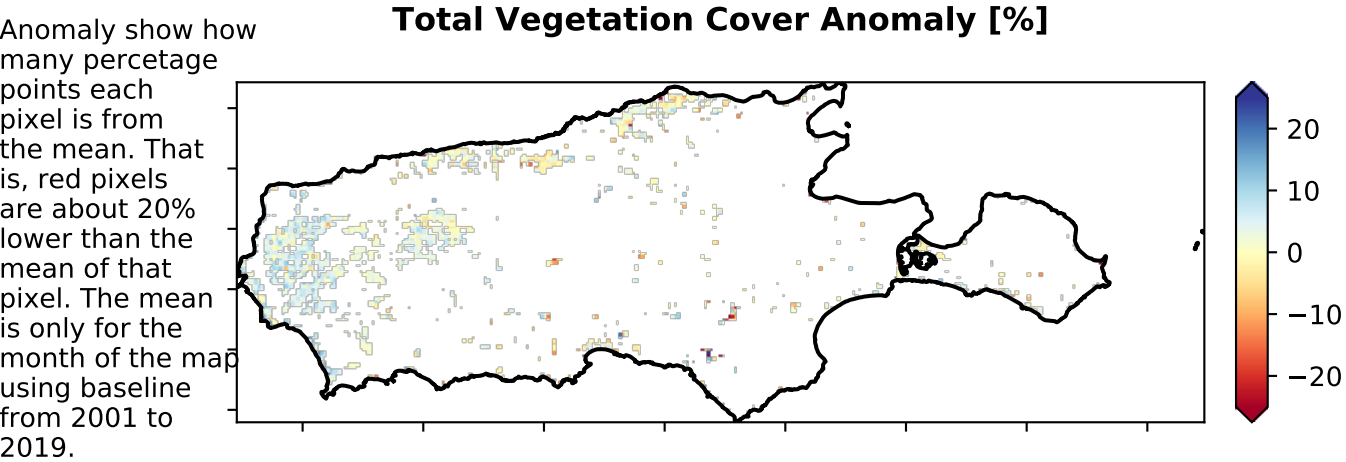 Total Vegetation Cover Anomaly [%]
Anomaly show how
many percetage
points each
pixel is from
the mean. That
is, red pixels
are about 20%
lower than the
mean of that
pixel. The mean
is only for the
month of the map
using baseline
from 2001 to
2019.
20
10
0
−10
−20